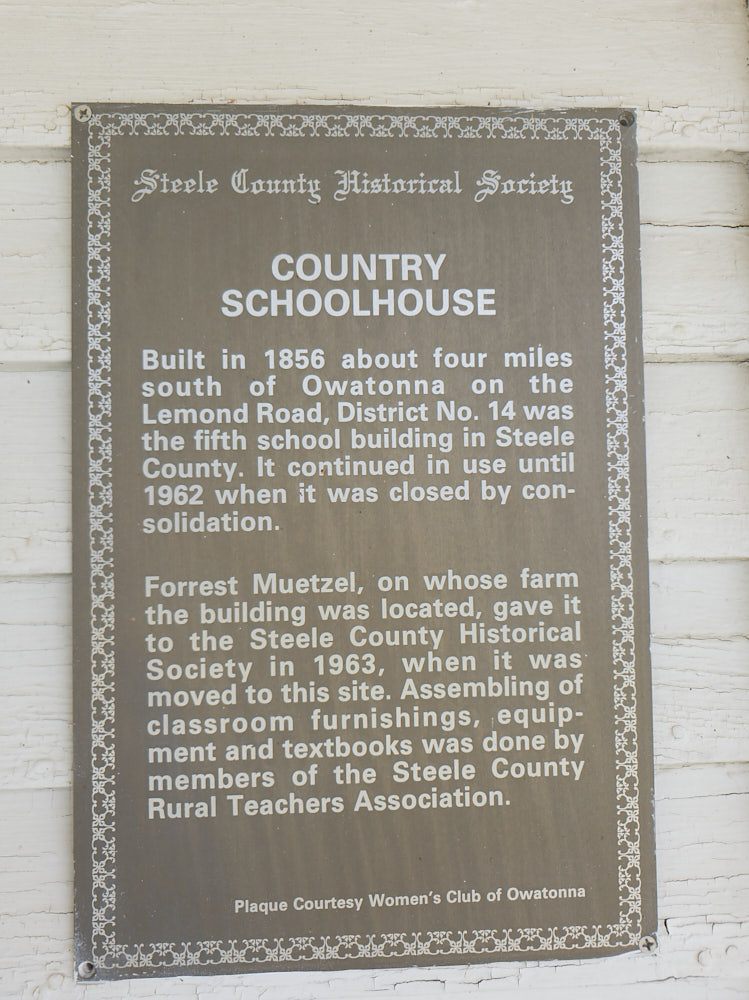 Steele County Historical Society
COUNTRY
SCHOOLHOUSE
Built in 1856 about four miles
south of Owatonna on the
Lemond Road, District No. 14 was
the fifth school building in Steele
County. It continued in use until
1962 when it was closed by con-
solidation.
Forrest Muetzel, on whose farm
the building was located, gave it
to the Steele County Historical
Society in 1963, when it was
moved to this site. Assembling of
classroom furnishings, equip-
ment and textbooks was done by
members of the Steele County
Rural Teachers Association.
Plaque Courtesy Women's Club of Owatonna